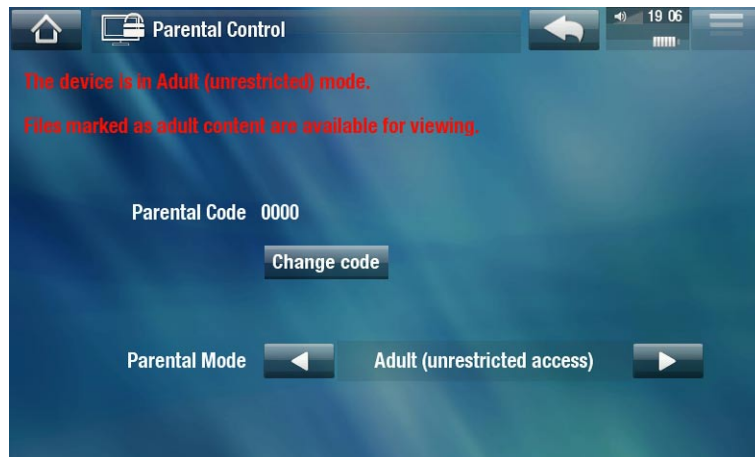 Parental Control
19 06
The device is in Adult (unrestricted) mode.
Files marked as adult content are available for viewing.
Parental Code 0000
Change code
Parental Mode Adult (unrestricted access)